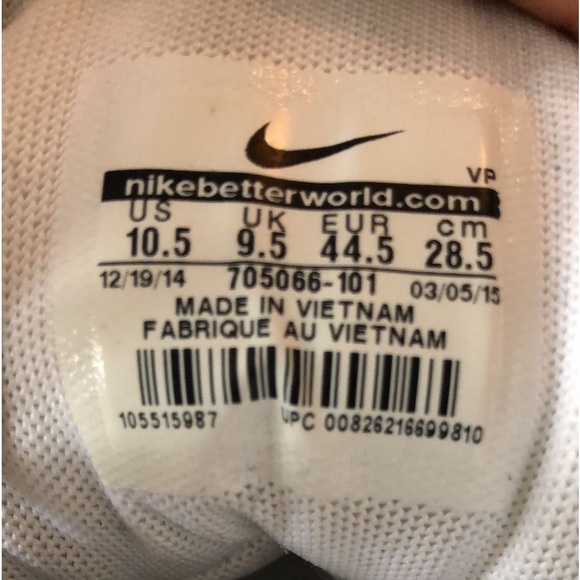 VP
nikebetterworld.com
US UK EUR cm
10.5 9.5 44.5 28.5
12/19/14 705066-101 03/05/15
MADE IN VIETNAM
FABRIQUE AU VIETNAM
105515987 UPC 00826216699810